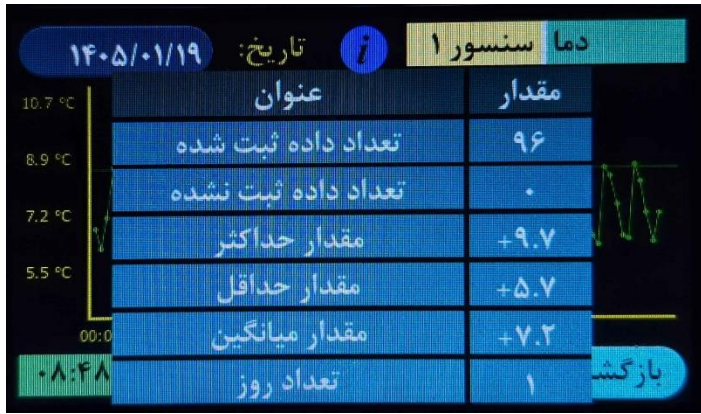 دما سنسور ۱ تاریخ: ۱۴۰۵/۰۱/۱۹
مقدار عنوان
۹۶ تعداد داده ثبت شده
۰ تعداد داده ثبت نشده
+۹.۷ مقدار حداکثر
+۵.۷ مقدار حداقل
+۷.۲ مقدار میانگین
۱ تعداد روز
10.7 °C
8.9 °C
7.2 °C
5.5 °C
۰۸:۴۸